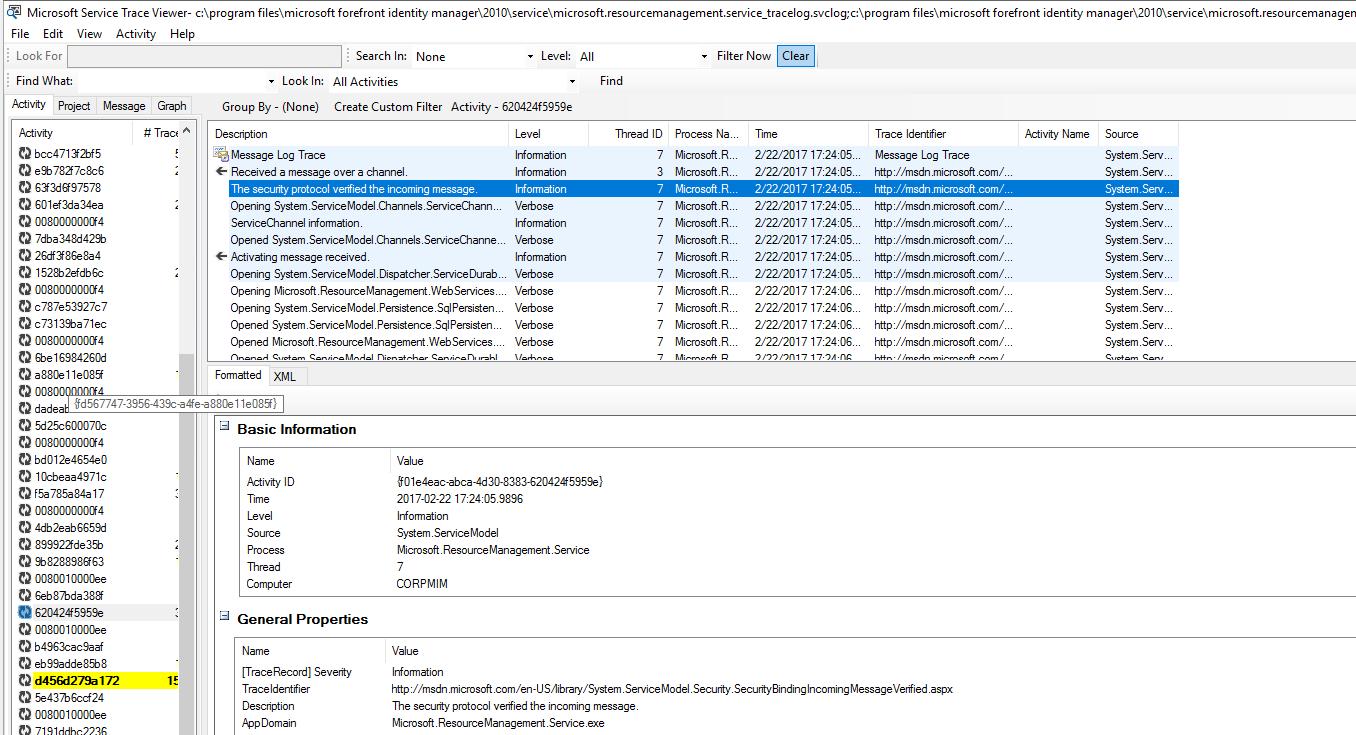 Microsoft Service Trace Viewer- c:\program files\microsoft forefront identity manager\2010\service\microsoft.resourcemanagement.service_tracelog.svclog;c:\program files\microsoft forefront identity manager\2010\service\microsoft.resourcemanagem
File Edit View Activity Help
Look For Search In: None Level: All Filter Now Clear
Find What: Look In: All Activities Find
Activity Project Message Graph Group By - (None) Create Custom Filter Activity - 620424f5959e
Activity # Trace
bcc4713f2bf5 5
e9b782f7c8c6 2
63f3d6f97578
601ef3da34ea 2
0080000000f4
7dba348d429b
26df3f86e8a4
1528b2efdb6c 2
0080000000f4
c787e53927c7
c73139ba71ec
0080000000f4
6be16984260d
a880e11e085f
0080000000f4
dadeab
{fd567747-3956-439c-a4fe-a880e11e085f}
5d25c600070c
0080000000f4
bd012e4654e0
10cbeaa4971c
f5a785a84a17 3
0080000000f4
4db2eab6659d
899922fde35b 2
9b8288986f63
0080010000ee
6eb87bda388f
620424f5959e 3
0080010000ee
b4963cac9aaf
eb99adde85b8
d456d279a172 15
5e437b6ccf24
0080010000ee
7191ddbc2236
Description Level Thread ID Process Na... Time Trace Identifier Activity Name Source
Message Log Trace Information 7 Microsoft.R... 2/22/2017 17:24:05... Message Log Trace System.Serv...
Received a message over a channel. Information 3 Microsoft.R... 2/22/2017 17:24:05... http://msdn.microsoft.com/... System.Serv...
The security protocol verified the incoming message. Information 7 Microsoft.R... 2/22/2017 17:24:05... http://msdn.microsoft.com/... System.Serv...
Opening System.ServiceModel.Channels.ServiceChann... Verbose 7 Microsoft.R... 2/22/2017 17:24:05... http://msdn.microsoft.com/... System.Serv...
ServiceChannel information. Information 7 Microsoft.R... 2/22/2017 17:24:05... http://msdn.microsoft.com/... System.Serv...
Opened System.ServiceModel.Channels.ServiceChanne... Verbose 7 Microsoft.R... 2/22/2017 17:24:05... http://msdn.microsoft.com/... System.Serv...
Activating message received. Information 7 Microsoft.R... 2/22/2017 17:24:05... http://msdn.microsoft.com/... System.Serv...
Opening System.ServiceModel.Dispatcher.ServiceDurab... Verbose 7 Microsoft.R... 2/22/2017 17:24:05... http://msdn.microsoft.com/... System.Serv...
Opening Microsoft.ResourceManagement.WebServices.... Verbose 7 Microsoft.R... 2/22/2017 17:24:06... http://msdn.microsoft.com/... System.Serv...
Opening System.ServiceModel.Persistence.SqlPersisten... Verbose 7 Microsoft.R... 2/22/2017 17:24:06... http://msdn.microsoft.com/... System.Serv...
Opened System.ServiceModel.Persistence.SqlPersisten... Verbose 7 Microsoft.R... 2/22/2017 17:24:06... http://msdn.microsoft.com/... System.Serv...
Opened Microsoft.ResourceManagement.WebServices.... Verbose 7 Microsoft.R... 2/22/2017 17:24:06... http://msdn.microsoft.com/... System.Serv...
Opened System.ServiceModel.Dispatcher.ServiceDurabl... Verbose 7 Microsoft.R... 2/22/2017 17:24:06... http://msdn.microsoft.com/... System.Serv...
Formatted XML
Basic Information
Name Value
Activity ID {f01e4eac-abca-4d30-8383-620424f5959e}
Time 2017-02-22 17:24:05.9896
Level Information
Source System.ServiceModel
Process Microsoft.ResourceManagement.Service
Thread 7
Computer CORPMIM
General Properties
Name Value
[TraceRecord] Severity Information
TraceIdentifier http://msdn.microsoft.com/en-US/library/System.ServiceModel.Security.SecurityBindingIncomingMessageVerified.aspx
Description The security protocol verified the incoming message.
AppDomain Microsoft.ResourceManagement.Service.exe